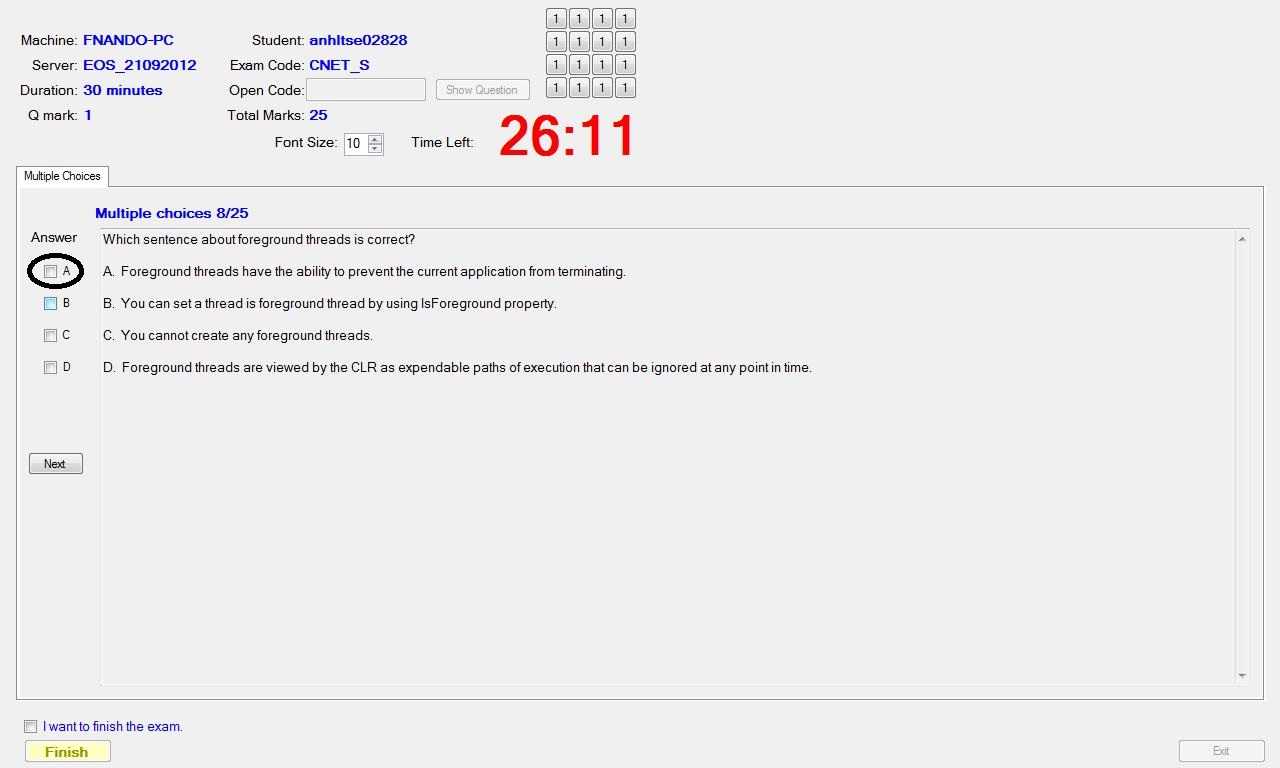 Machine: FNANDO-PC Student: anhltse02828
Server: EOS_21092012 Exam Code: CNET_S
Duration: 30 minutes Open Code: Show Question
Q mark: 1 Total Marks: 25
Font Size: 10 Time Left: 26:11
1 1 1 1
1 1 1 1
1 1 1 1
1 1 1 1
Multiple Choices
Multiple choices 8/25
Answer
Which sentence about foreground threads is correct?
A A. Foreground threads have the ability to prevent the current application from terminating.
B B. You can set a thread is foreground thread by using IsForeground property.
C C. You cannot create any foreground threads.
D D. Foreground threads are viewed by the CLR as expendable paths of execution that can be ignored at any point in time.
Next
I want to finish the exam.
Finish Exit